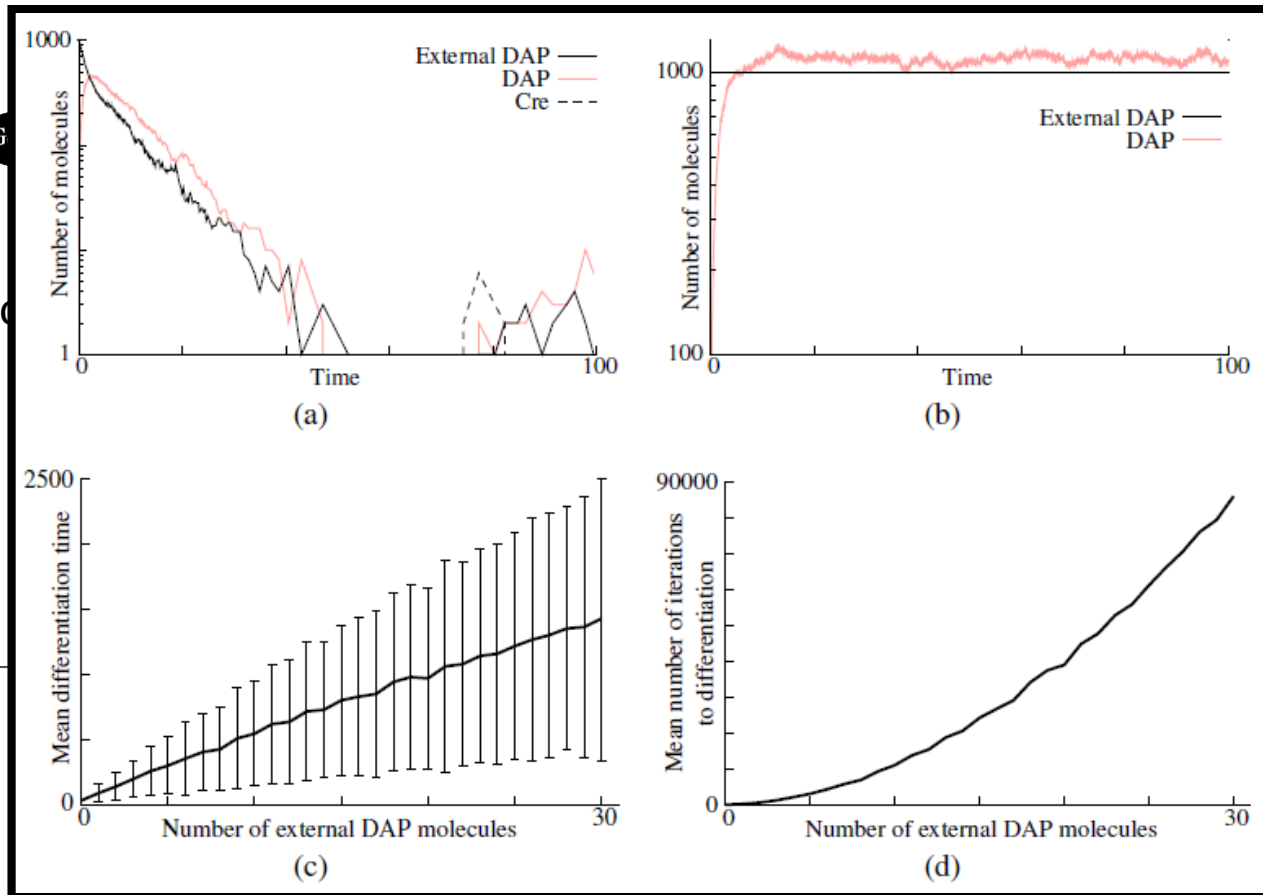 1000
External DAP
DAP
Cre
Number of molecules
1
0
Time
100
(a)
1000
External DAP
DAP
Number of molecules
100
0
Time
100
(b)
2500
Mean differentiation time
0
0
Number of external DAP molecules
30
(c)
90000
Mean number of iterations
to differentiation
0
0
Number of external DAP molecules
30
(d)